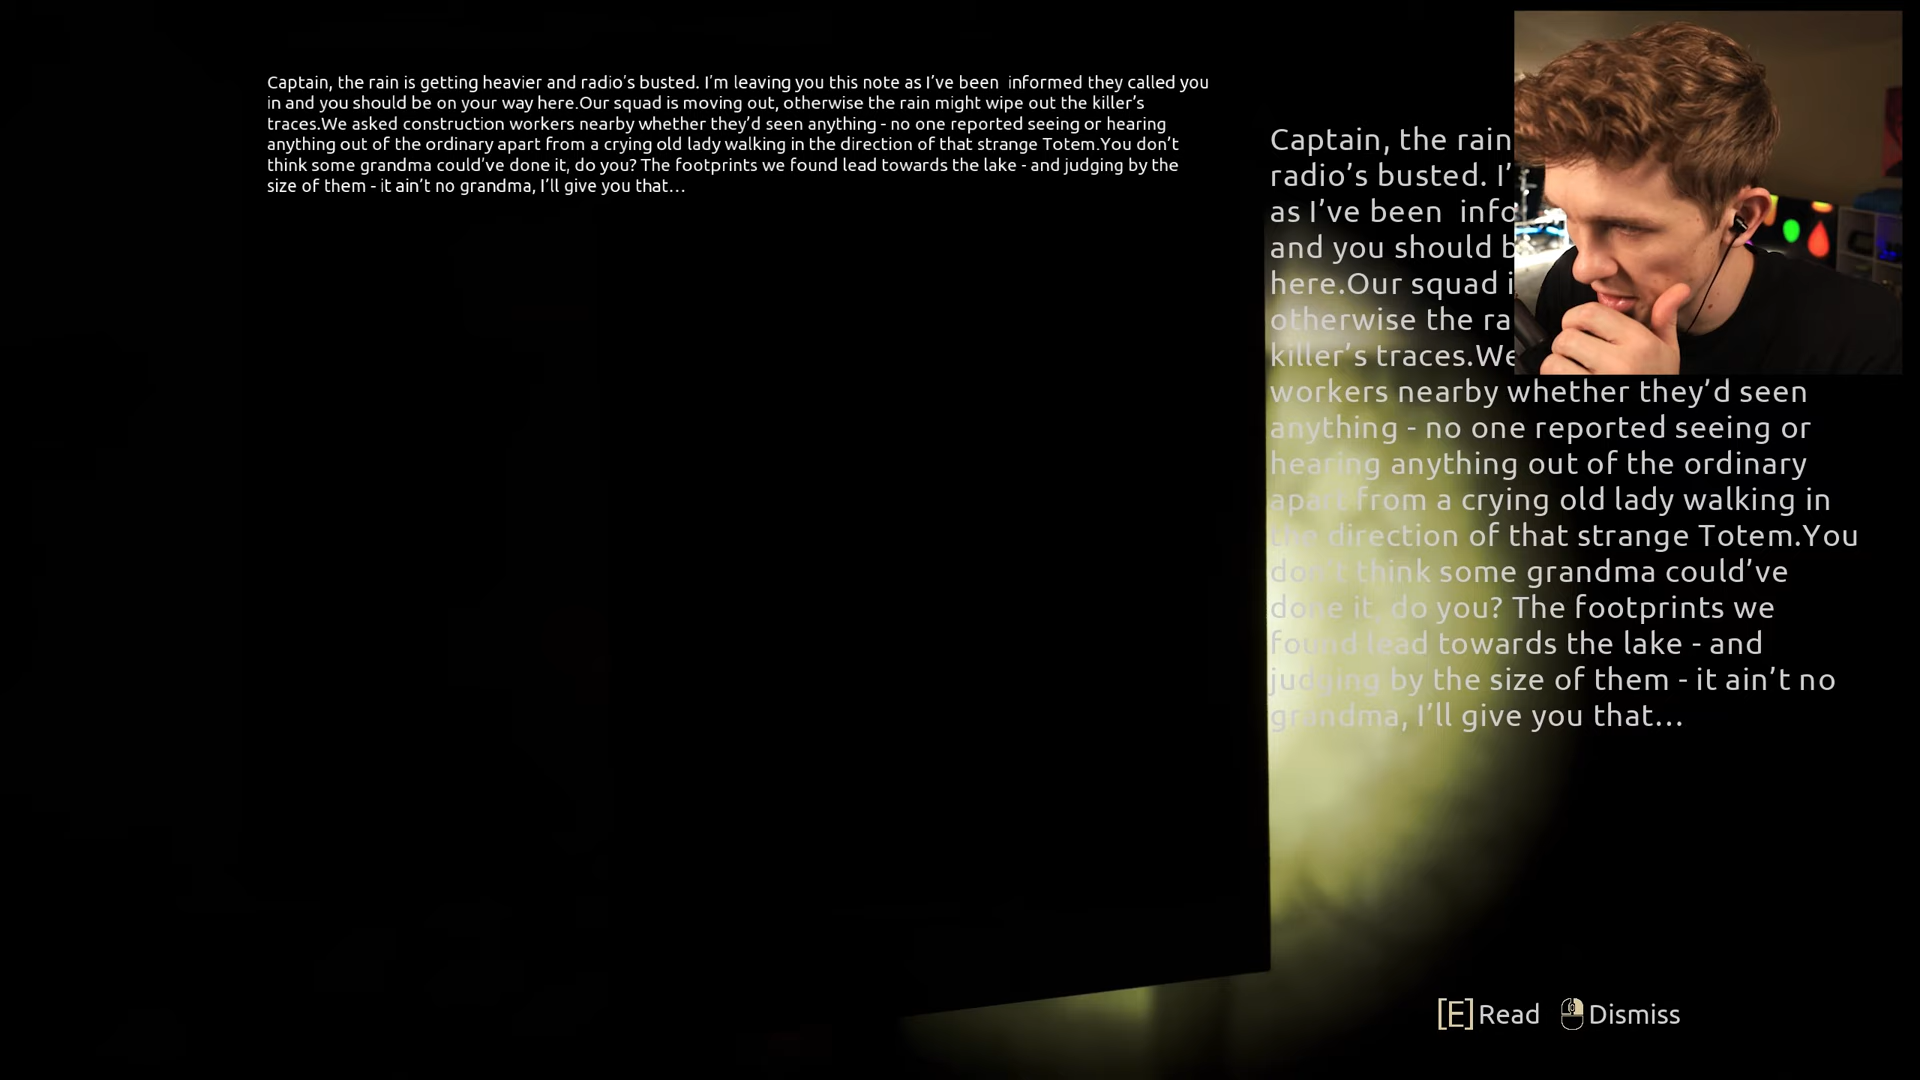 Captain, the rain is getting heavier and radio’s busted. I’m leaving you this note as I’ve been  informed they called you
in and you should be on your way here.Our squad is moving out, otherwise the rain might wipe out the killer’s
traces.We asked construction workers nearby whether they’d seen anything - no one reported seeing or hearing
anything out of the ordinary apart from a crying old lady walking in the direction of that strange Totem.You don’t
think some grandma could’ve done it, do you? The footprints we found lead towards the lake - and judging by the
size of them - it ain’t no grandma, I’ll give you that...
Captain, the rain
radio’s busted. I’
as I’ve been  info
and you should b
here.Our squad i
otherwise the ra
killer’s traces.We
workers nearby whether they’d seen
anything - no one reported seeing or
hearing anything out of the ordinary
apart from a crying old lady walking in
the direction of that strange Totem.You
don’t think some grandma could’ve
done it, do you? The footprints we
found lead towards the lake - and
judging by the size of them - it ain’t no
grandma, I’ll give you that...
[E] Read Dismiss